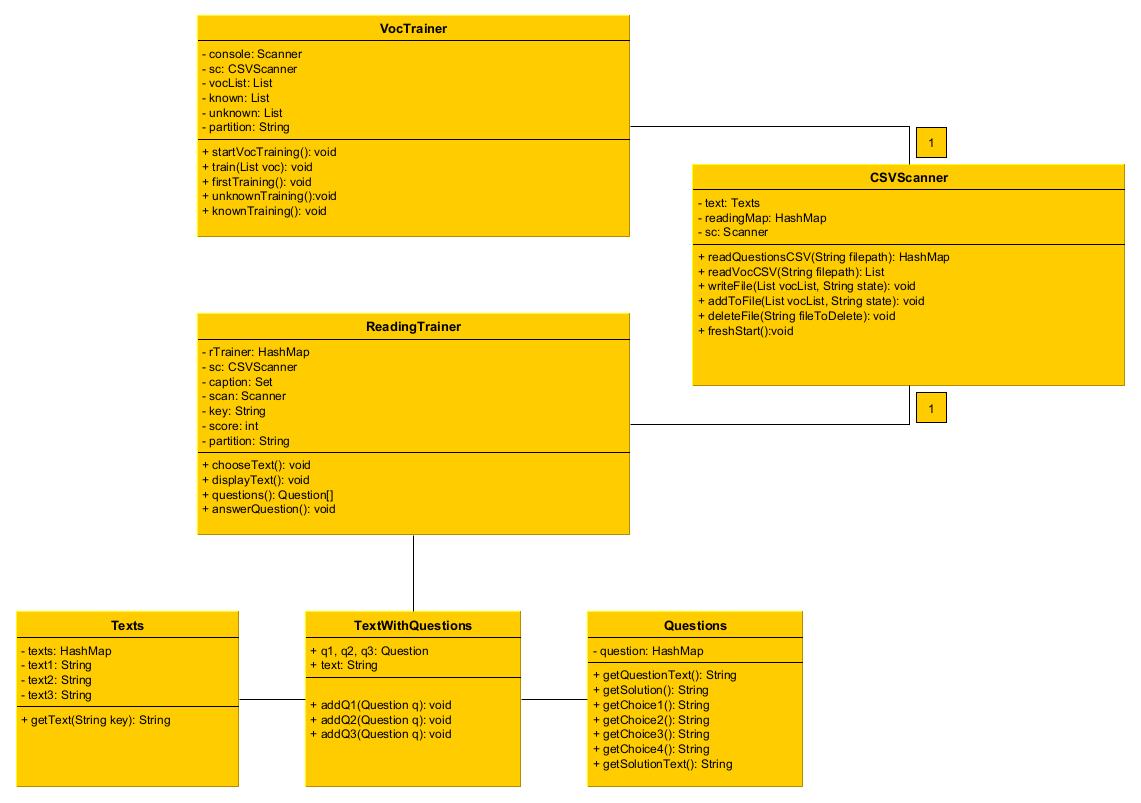 VocTrainer
- console: Scanner
- sc: CSVScanner
- vocList: List
- known: List
- unknown: List
- partition: String
+ startVocTraining(): void
+ train(List voc): void
+ firstTraining(): void
+ unknownTraining():void
+ knownTraining(): void
1
CSVScanner
- text: Texts
- readingMap: HashMap
- sc: Scanner
+ readQuestionsCSV(String filepath): HashMap
+ readVocCSV(String filepath): List
+ writeFile(List vocList, String state): void
+ addToFile(List vocList, String state): void
+ deleteFile(String fileToDelete): void
+ freshStart():void
1
ReadingTrainer
- rTrainer: HashMap
- sc: CSVScanner
- caption: Set
- scan: Scanner
- key: String
- score: int
- partition: String
+ chooseText(): void
+ displayText(): void
+ questions(): Question[]
+ answerQuestion(): void
Texts
- texts: HashMap
- text1: String
- text2: String
- text3: String
+ getText(String key): String
TextWithQuestions
+ q1, q2, q3: Question
+ text: String
+ addQ1(Question q): void
+ addQ2(Question q): void
+ addQ3(Question q): void
Questions
- question: HashMap
+ getQuestionText(): String
+ getSolution(): String
+ getChoice1(): String
+ getChoice2(): String
+ getChoice3(): String
+ getChoice4(): String
+ getSolutionText(): String